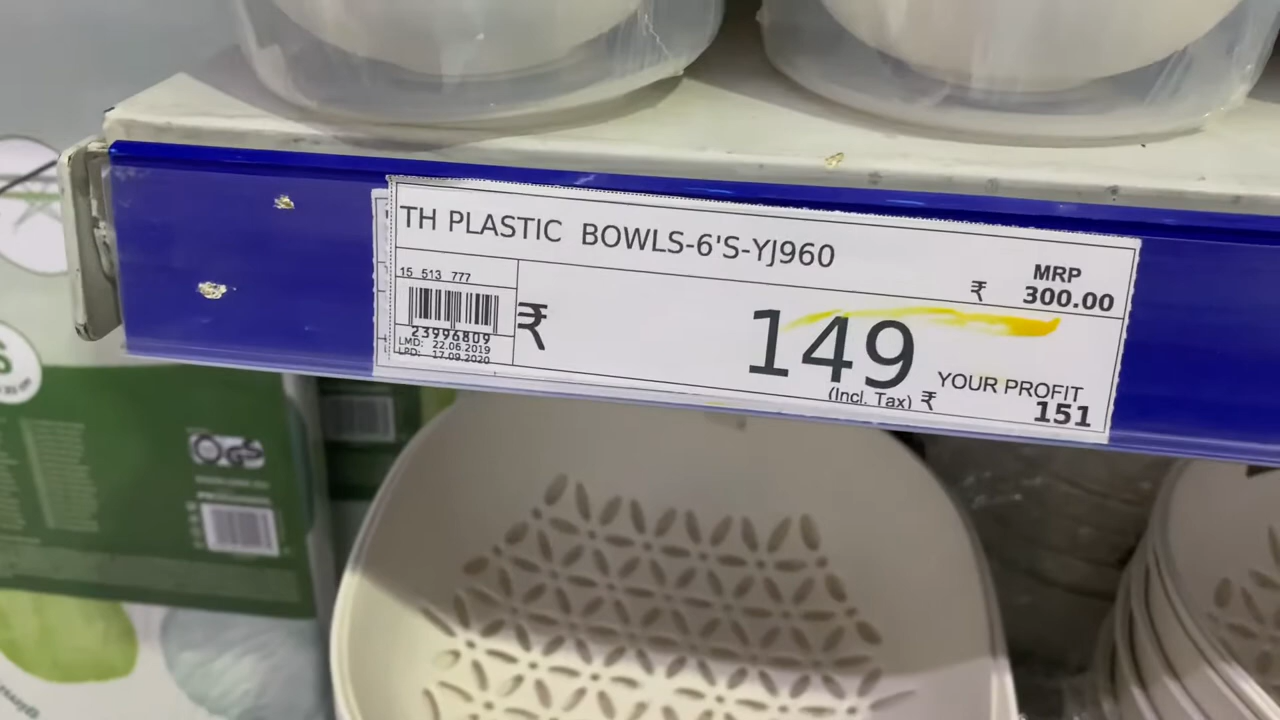 TH PLASTIC BOWLS-6'S-YJ960
MRP
₹ 300.00
15 513 777
23996809
LMD: 22.06.2019
LPD: 17.09.2020
₹ 149
(Incl. Tax)
YOUR PROFIT
₹ 151
OGS